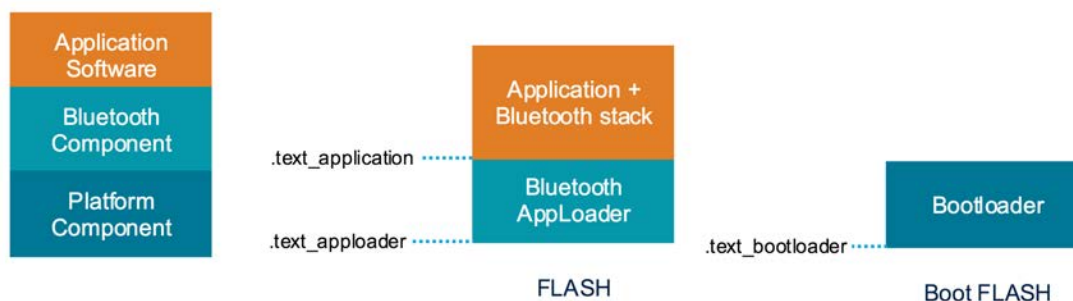 Application
Software
Bluetooth
Component
Platform
Component
Application +
Bluetooth stack
.text_application
Bluetooth
AppLoader
.text_apploader
FLASH
Bootloader
.text_bootloader
Boot FLASH